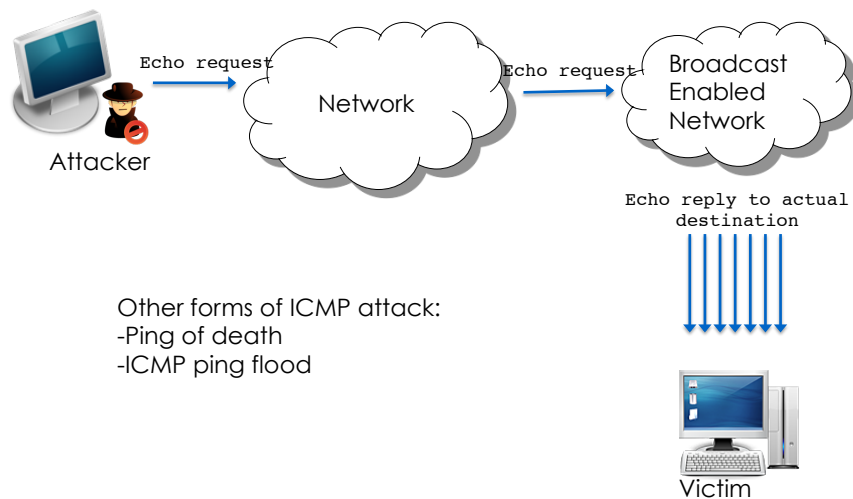 Echo request
Echo request
Broadcast
Enabled
Network
Network
Attacker
Echo reply to actual
destination
Other forms of ICMP attack:
-Ping of death
-ICMP ping flood
Victim